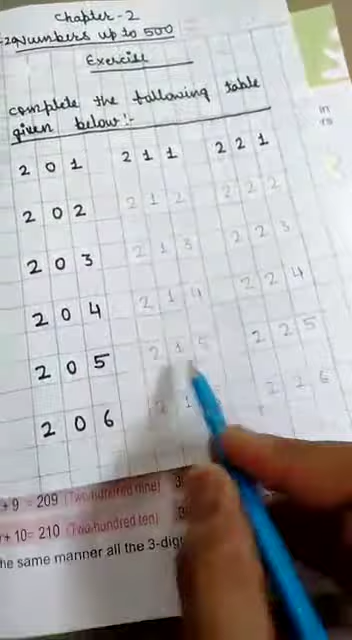 Chapter-2
Numbers up to 500
Exercise
complete the following table
given below:-
2 0 1 2 1 1 2 2 1
2 0 2 2 1 2 2 2 2
2 0 3 2 1 3 2 2 3
2 0 4 2 1 4 2 2 4
2 0 5 2 1 5 2 2 5
2 0 6 2 1 2 2 6
+ 9 = 209 (Two hundred nine) 3
+ 10 = 210 (Two hundred ten)
he same manner all the 3-dig